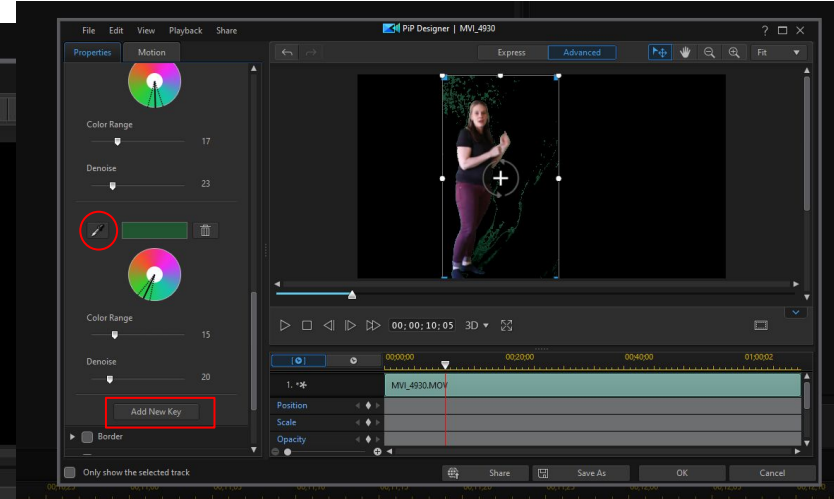 File Edit View Playback Share
PiP Designer | MVI_4930
Properties Motion
Express Advanced Fit
Color Range
17
Denoise
23
Color Range
15
Denoise
20
Add New Key
Border
00;00;10;05 3D
00;00;00 00;20;00 00;40;00 01;00;02
1.
MVI_4930.MOV
Position
Scale
Opacity
Only show the selected track
Share Save As OK Cancel